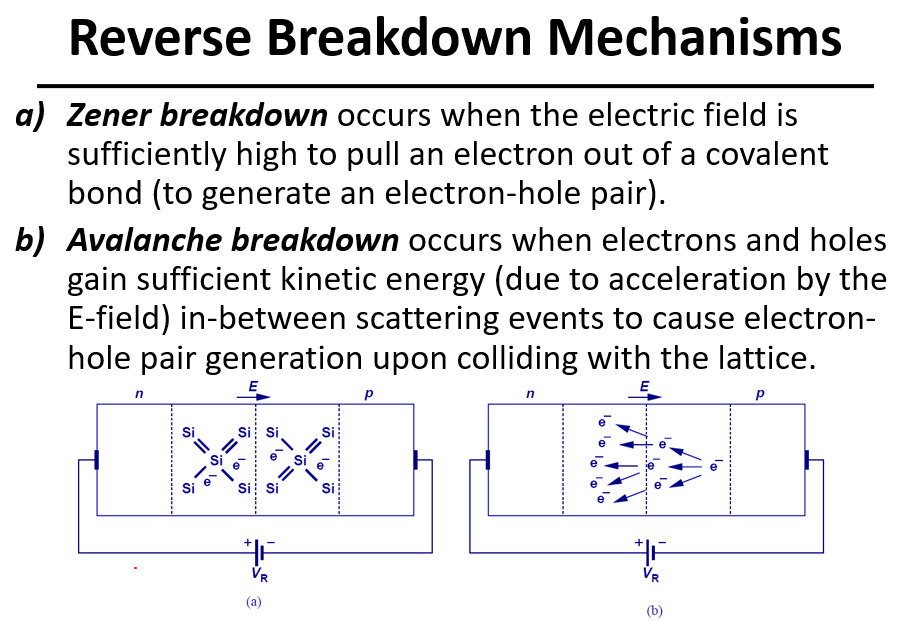 Reverse Breakdown Mechanisms
a) Zener breakdown occurs when the electric field is
sufficiently high to pull an electron out of a covalent
bond (to generate an electron-hole pair).
b) Avalanche breakdown occurs when electrons and holes
gain sufficient kinetic energy (due to acceleration by the
E-field) in-between scattering events to cause electron-
hole pair generation upon colliding with the lattice.
n E p
Si Si Si Si
e⁻
Si e⁻ Si e⁻
e⁻
Si Si Si Si
+ −
VR
(a)
n E p
e⁻
e⁻ e⁻
e⁻ e⁻ e⁻
e⁻ e⁻
e⁻
+ −
VR
(b)